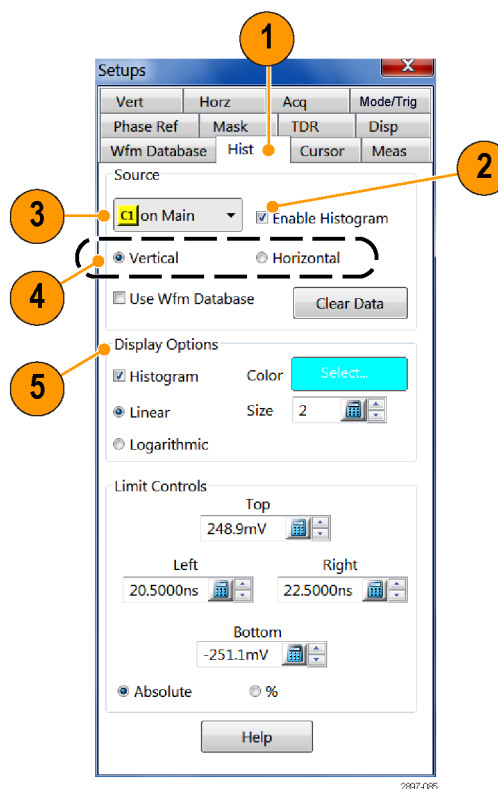 1
Setups
X
Vert Horz Acq Mode/Trig
Phase Ref Mask TDR Disp
Wfm Database Hist Cursor Meas
2
Source
3
C1 on Main Enable Histogram
4
Vertical Horizontal
Use Wfm Database Clear Data
5
Display Options
Histogram Color Select...
Linear Size 2
Logarithmic
Limit Controls
Top
248.9mV
Left Right
20.5000ns 22.5000ns
Bottom
-251.1mV
Absolute %
Help
2897-085